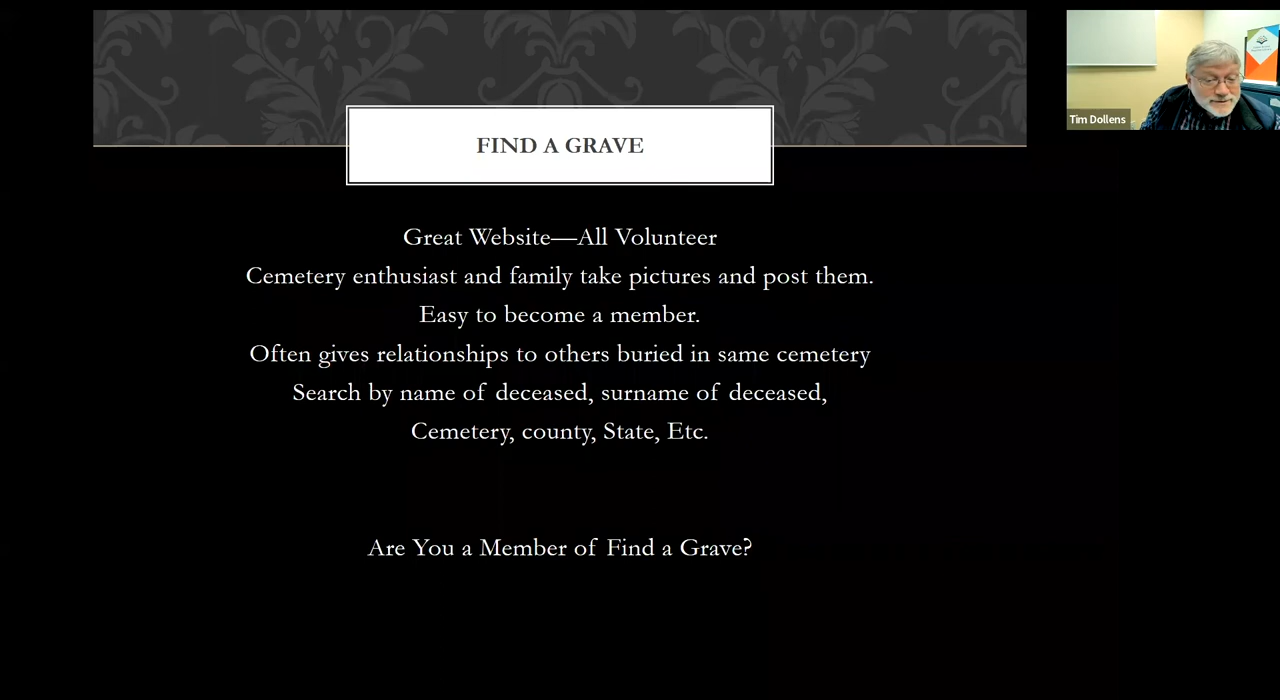 FIND A GRAVE
Great Website—All Volunteer
Cemetery enthusiast and family take pictures and post them.
Easy to become a member.
Often gives relationships to others buried in same cemetery
Search by name of deceased, surname of deceased,
Cemetery, county, State, Etc.
Are You a Member of Find a Grave?
Tim Dollens